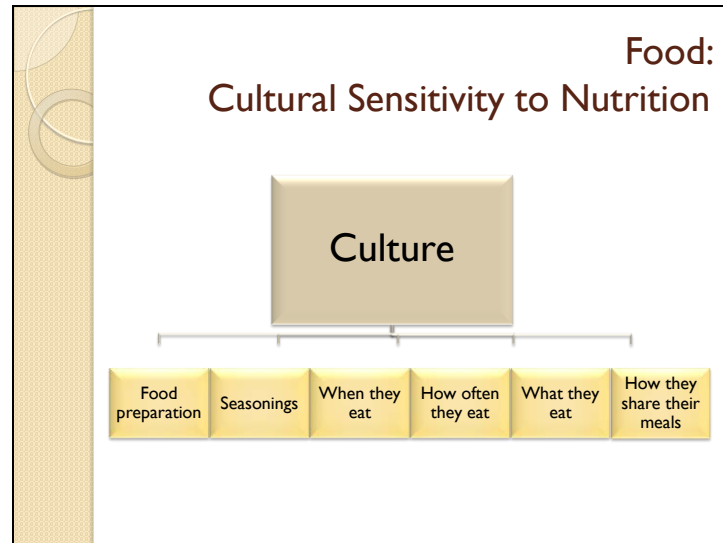 Food:
Cultural Sensitivity to Nutrition
Culture
Food
preparation
Seasonings
When they
eat
How often
they eat
What they
eat
How they
share their
meals